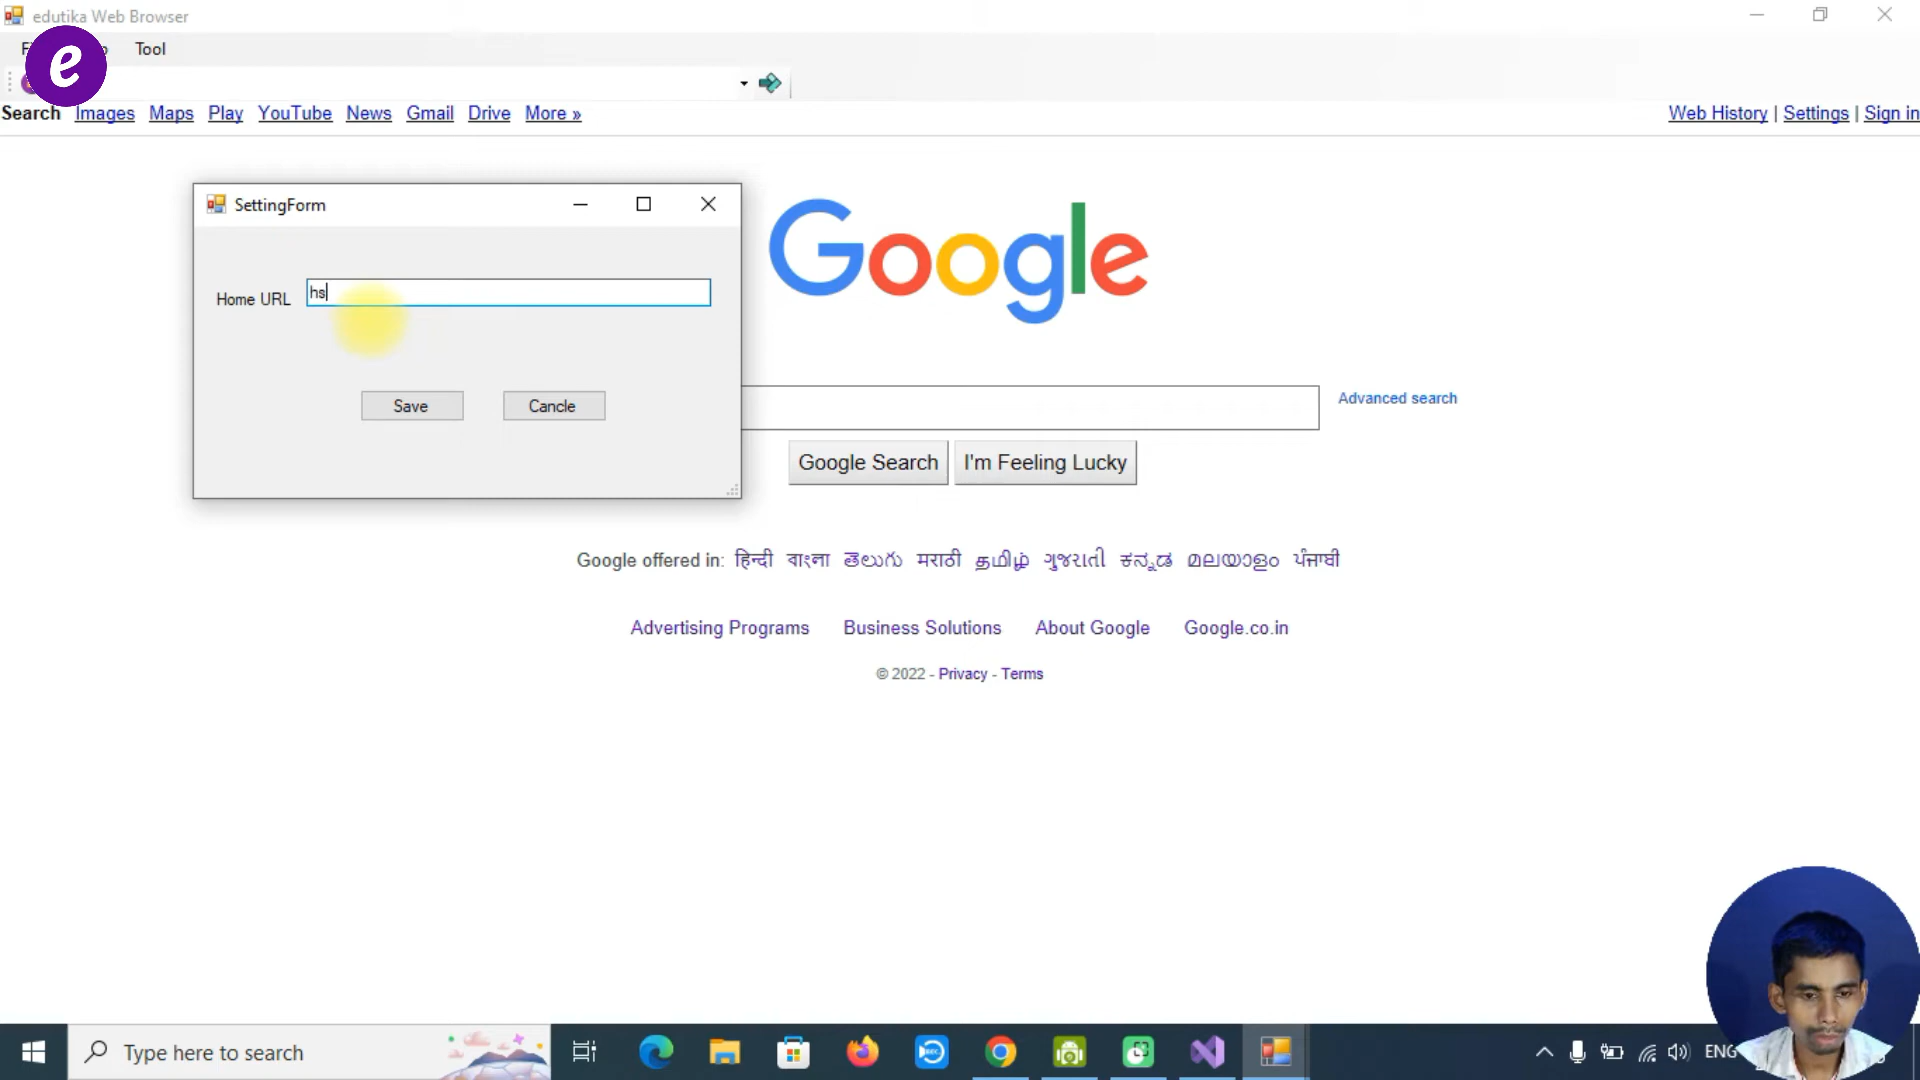 edutika Web Browser
Tool
e
Search Images Maps Play YouTube News Gmail Drive More »
Web History | Settings | Sign in
SettingForm
Google
Home URL hs
Advanced search
Save Cancle
Google Search I'm Feeling Lucky
Google offered in: हिन्दी বাংলা తెలుగు मराठी தமிழ் ગુજરાતી ಕನ್ನಡ മലയാളം ਪੰਜਾਬੀ
Advertising Programs Business Solutions About Google Google.co.in
© 2022 - Privacy - Terms
Type here to search
ENG